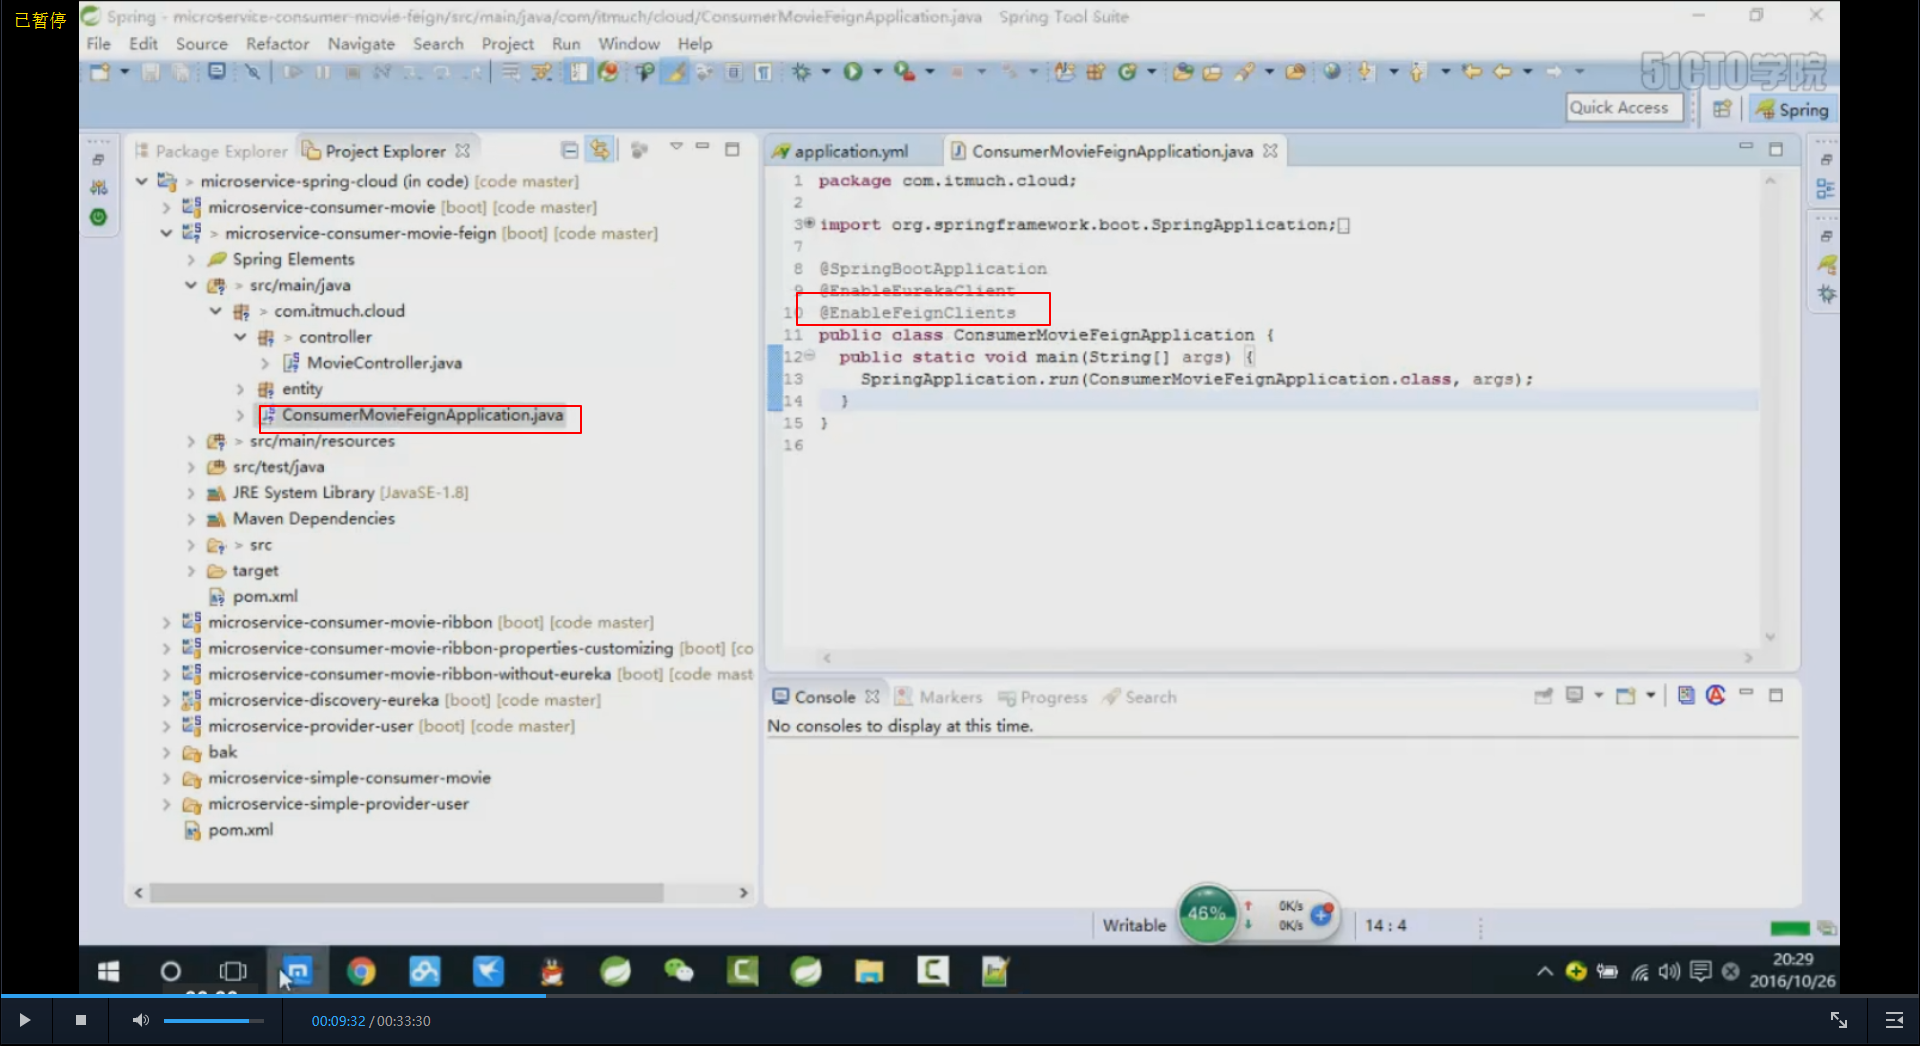 已暂停
Spring - microservice-consumer-movie-feign/src/main/java/com/itmuch/cloud/ConsumerMovieFeignApplication.java - Spring Tool Suite
File Edit Source Refactor Navigate Search Project Run Window Help
51CTO学院
Quick Access
Spring
Package Explorer
Project Explorer
> microservice-spring-cloud (in code) [code master]
microservice-consumer-movie [boot] [code master]
> microservice-consumer-movie-feign [boot] [code master]
Spring Elements
> src/main/java
> com.itmuch.cloud
> controller
MovieController.java
entity
ConsumerMovieFeignApplication.java
> src/main/resources
src/test/java
JRE System Library [JavaSE-1.8]
Maven Dependencies
> src
target
pom.xml
microservice-consumer-movie-ribbon [boot] [code master]
microservice-consumer-movie-ribbon-properties-customizing [boot] [co
microservice-consumer-movie-ribbon-without-eureka [boot] [code mast
microservice-discovery-eureka [boot] [code master]
microservice-provider-user [boot] [code master]
bak
microservice-simple-consumer-movie
microservice-simple-provider-user
pom.xml
application.yml
ConsumerMovieFeignApplication.java
1 package com.itmuch.cloud;
2
3 import org.springframework.boot.SpringApplication;
7
8 @SpringBootApplication
9 @EnableEurekaClient
10 @EnableFeignClients
11 public class ConsumerMovieFeignApplication {
12 public static void main(String[] args) {
13 SpringApplication.run(ConsumerMovieFeignApplication.class, args);
14 }
15 }
16
Console Markers Progress Search
No consoles to display at this time.
Writable
46%
0K/s
0K/s
14 : 4
20:29
2016/10/26
00:09:32 / 00:33:30